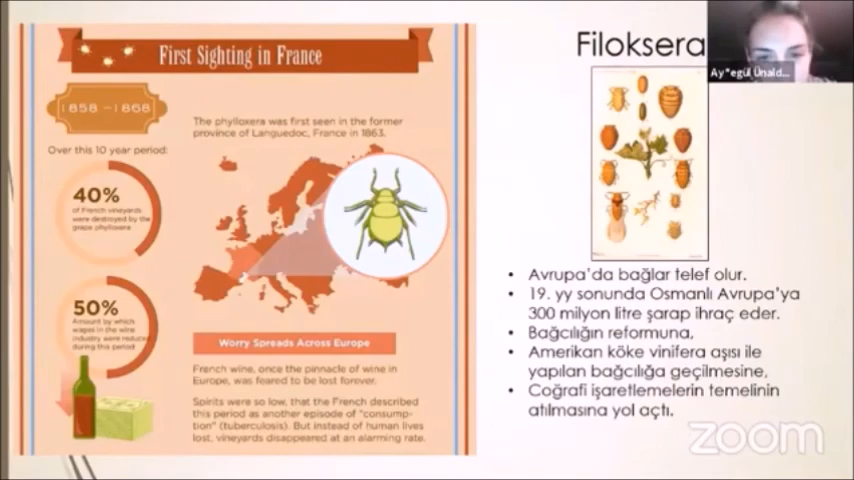 First Sighting in France
1858 - 1868
Over this 10 year period:
40%
of French vineyards
were destroyed by the
grape phylloxera
50%
Amount by which
wages in the wine
industry were reduced
during this period
The phylloxera was first seen in the former
province of Languedoc, France in 1863.
Worry Spreads Across Europe
French wine, once the pinnacle of wine in
Europe, was feared to be lost forever.
Spirits were so low, that the French described
this period as another episode of "consump-
tion" (tuberculosis). But instead of human lives
lost, vineyards disappeared at an alarming rate.
Filoksera
Ay*egül Ünald...
• Avrupa'da bağlar telef olur.
• 19. yy sonunda Osmanlı Avrupa'ya
300 milyon litre şarap ihraç eder.
• Bağcılığın reformuna,
• Amerikan köke vinifera aşısı ile
yapılan bağcılığa geçilmesine,
• Coğrafi işaretlemelerin temelinin
atılmasına yol açtı.
zoom